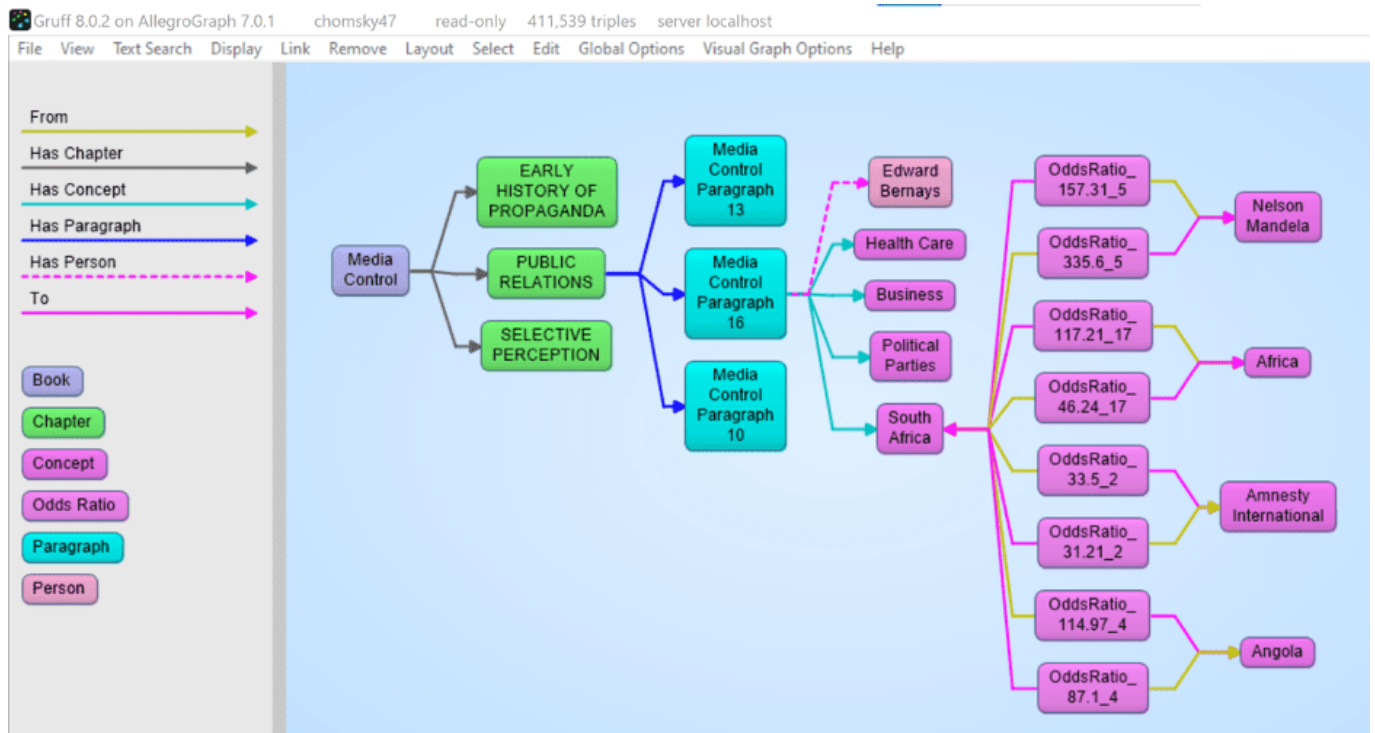 Gruff 8.0.2 on AllegroGraph 7.0.1 chomsky47 read-only 411,539 triples server localhost
File View Text Search Display Link Remove Layout Select Edit Global Options Visual Graph Options Help
From
Has Chapter
Has Concept
Has Paragraph
Has Person
To
Book
Chapter
Concept
Odds Ratio
Paragraph
Person
Media
Control
EARLY
HISTORY OF
PROPAGANDA
PUBLIC
RELATIONS
SELECTIVE
PERCEPTION
Media
Control
Paragraph
13
Media
Control
Paragraph
16
Media
Control
Paragraph
10
Edward
Bernays
Health Care
Business
Political
Parties
South
Africa
OddsRatio_
157.31_5
OddsRatio_
335.6_5
OddsRatio_
117.21_17
OddsRatio_
46.24_17
OddsRatio_
33.5_2
OddsRatio_
31.21_2
OddsRatio_
114.97_4
OddsRatio_
87.1_4
Nelson
Mandela
Africa
Amnesty
International
Angola